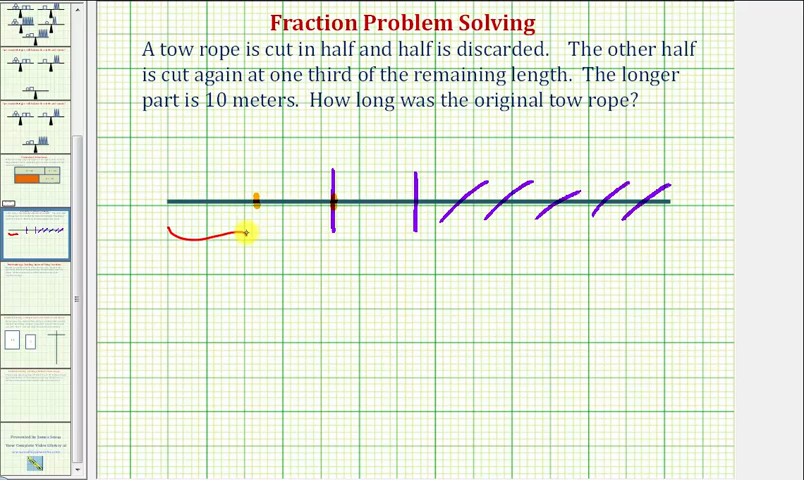 Fraction Problem Solving
A tow rope is cut in half and half is discarded. The other half
is cut again at one third of the remaining length. The longer
part is 10 meters. How long was the original tow rope?